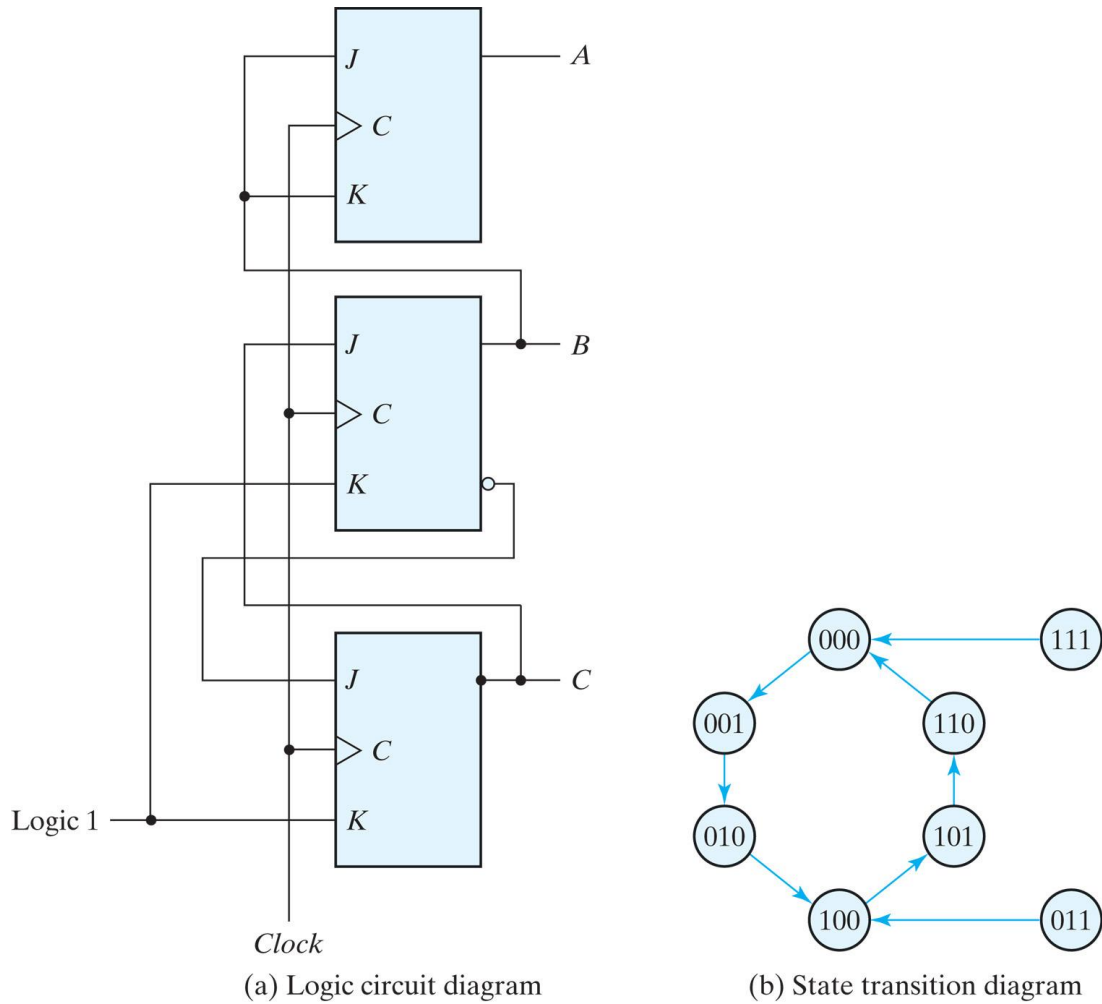 J
A
C
K
J
B
C
K
J
C
C
Logic 1
K
Clock
(a) Logic circuit diagram
000
111
001
110
010
101
100
011
(b) State transition diagram